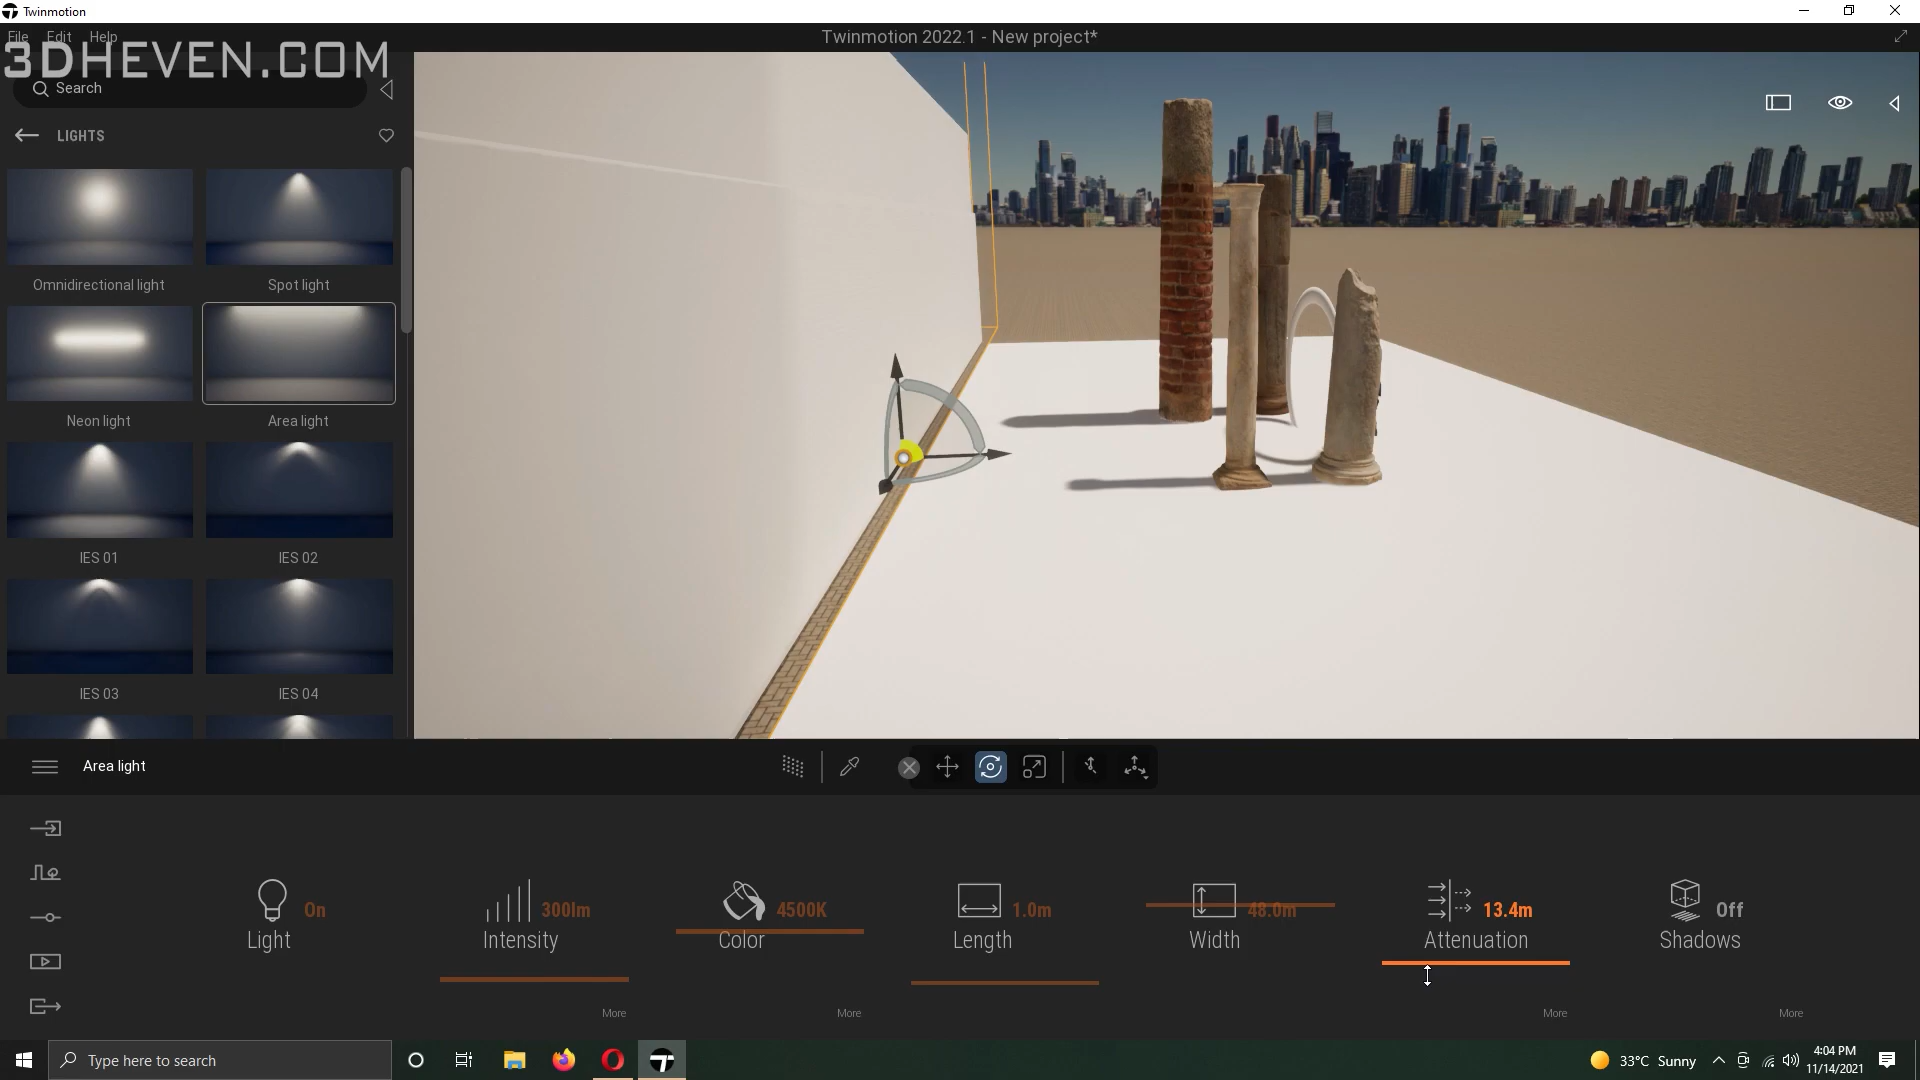 Twinmotion
File Edit Help
Twinmotion 2022.1 - New project*
3DHEVEN.COM
Search
LIGHTS
Omnidirectional light
Spot light
Neon light
Area light
IES 01
IES 02
IES 03
IES 04
Area light
On
Light
300lm
Intensity
More
4500K
Color
More
1.0m
Length
48.0m
Width
13.4m
Attenuation
More
Off
Shadows
More
Type here to search
33°C Sunny
4:04 PM
11/14/2021